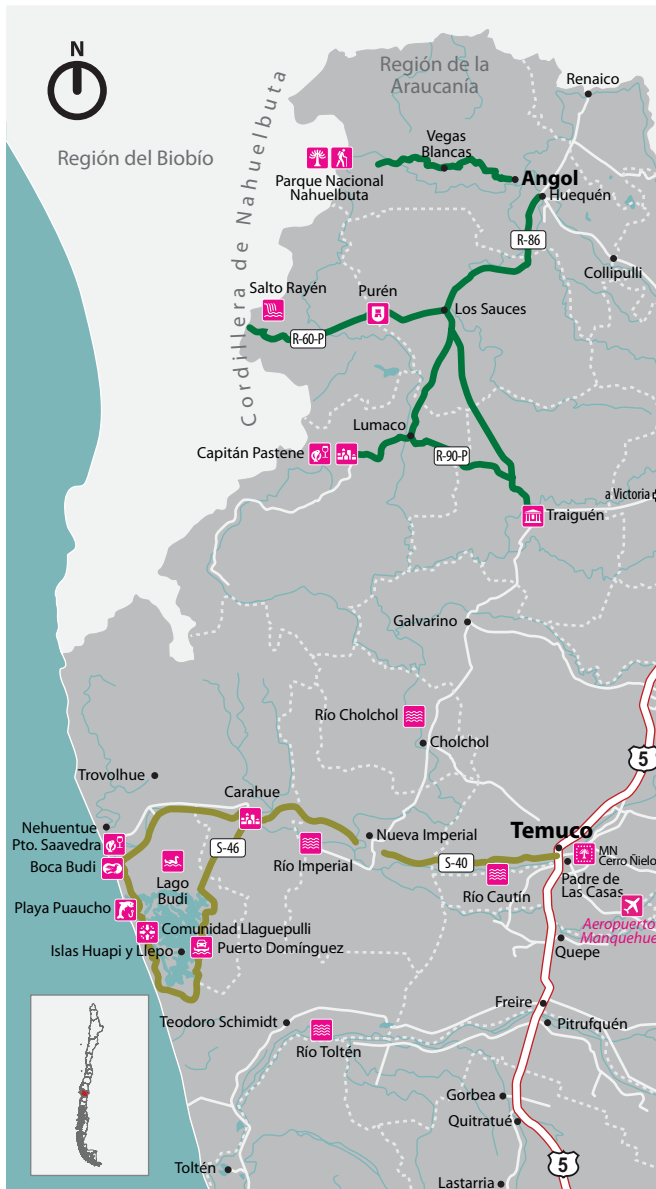 N
Región de la
Araucanía
Renaico
Región del Biobío
Vegas
Blancas
Parque Nacional
Nahuelbuta
Angol
Huequén
R-86
Collipulli
Cordillera de Nahuelbuta
Salto Rayén
Purén
Los Sauces
R-60-P
Lumaco
Capitán Pastene
R-90-P
a Victoria
Traiguén
Galvarino
Río Cholchol
Cholchol
5
Trovolhue
Carahue
Nehuentue
Pto. Saavedra
Nueva Imperial
Temuco
S-46
S-40
MN
Cerro Ñielo
Boca Budi
Lago
Budi
Río Imperial
Río Cautín
Padre de
Las Casas
Playa Puaucho
Comunidad Llaguepulli
Aeropuerto
Manquehue
Islas Huapi y Llepo
Puerto Domínguez
Quepe
Freire
Teodoro Schimidt
Pitrufquén
Río Toltén
Gorbea
Quitratué
5
Toltén
Lastarria